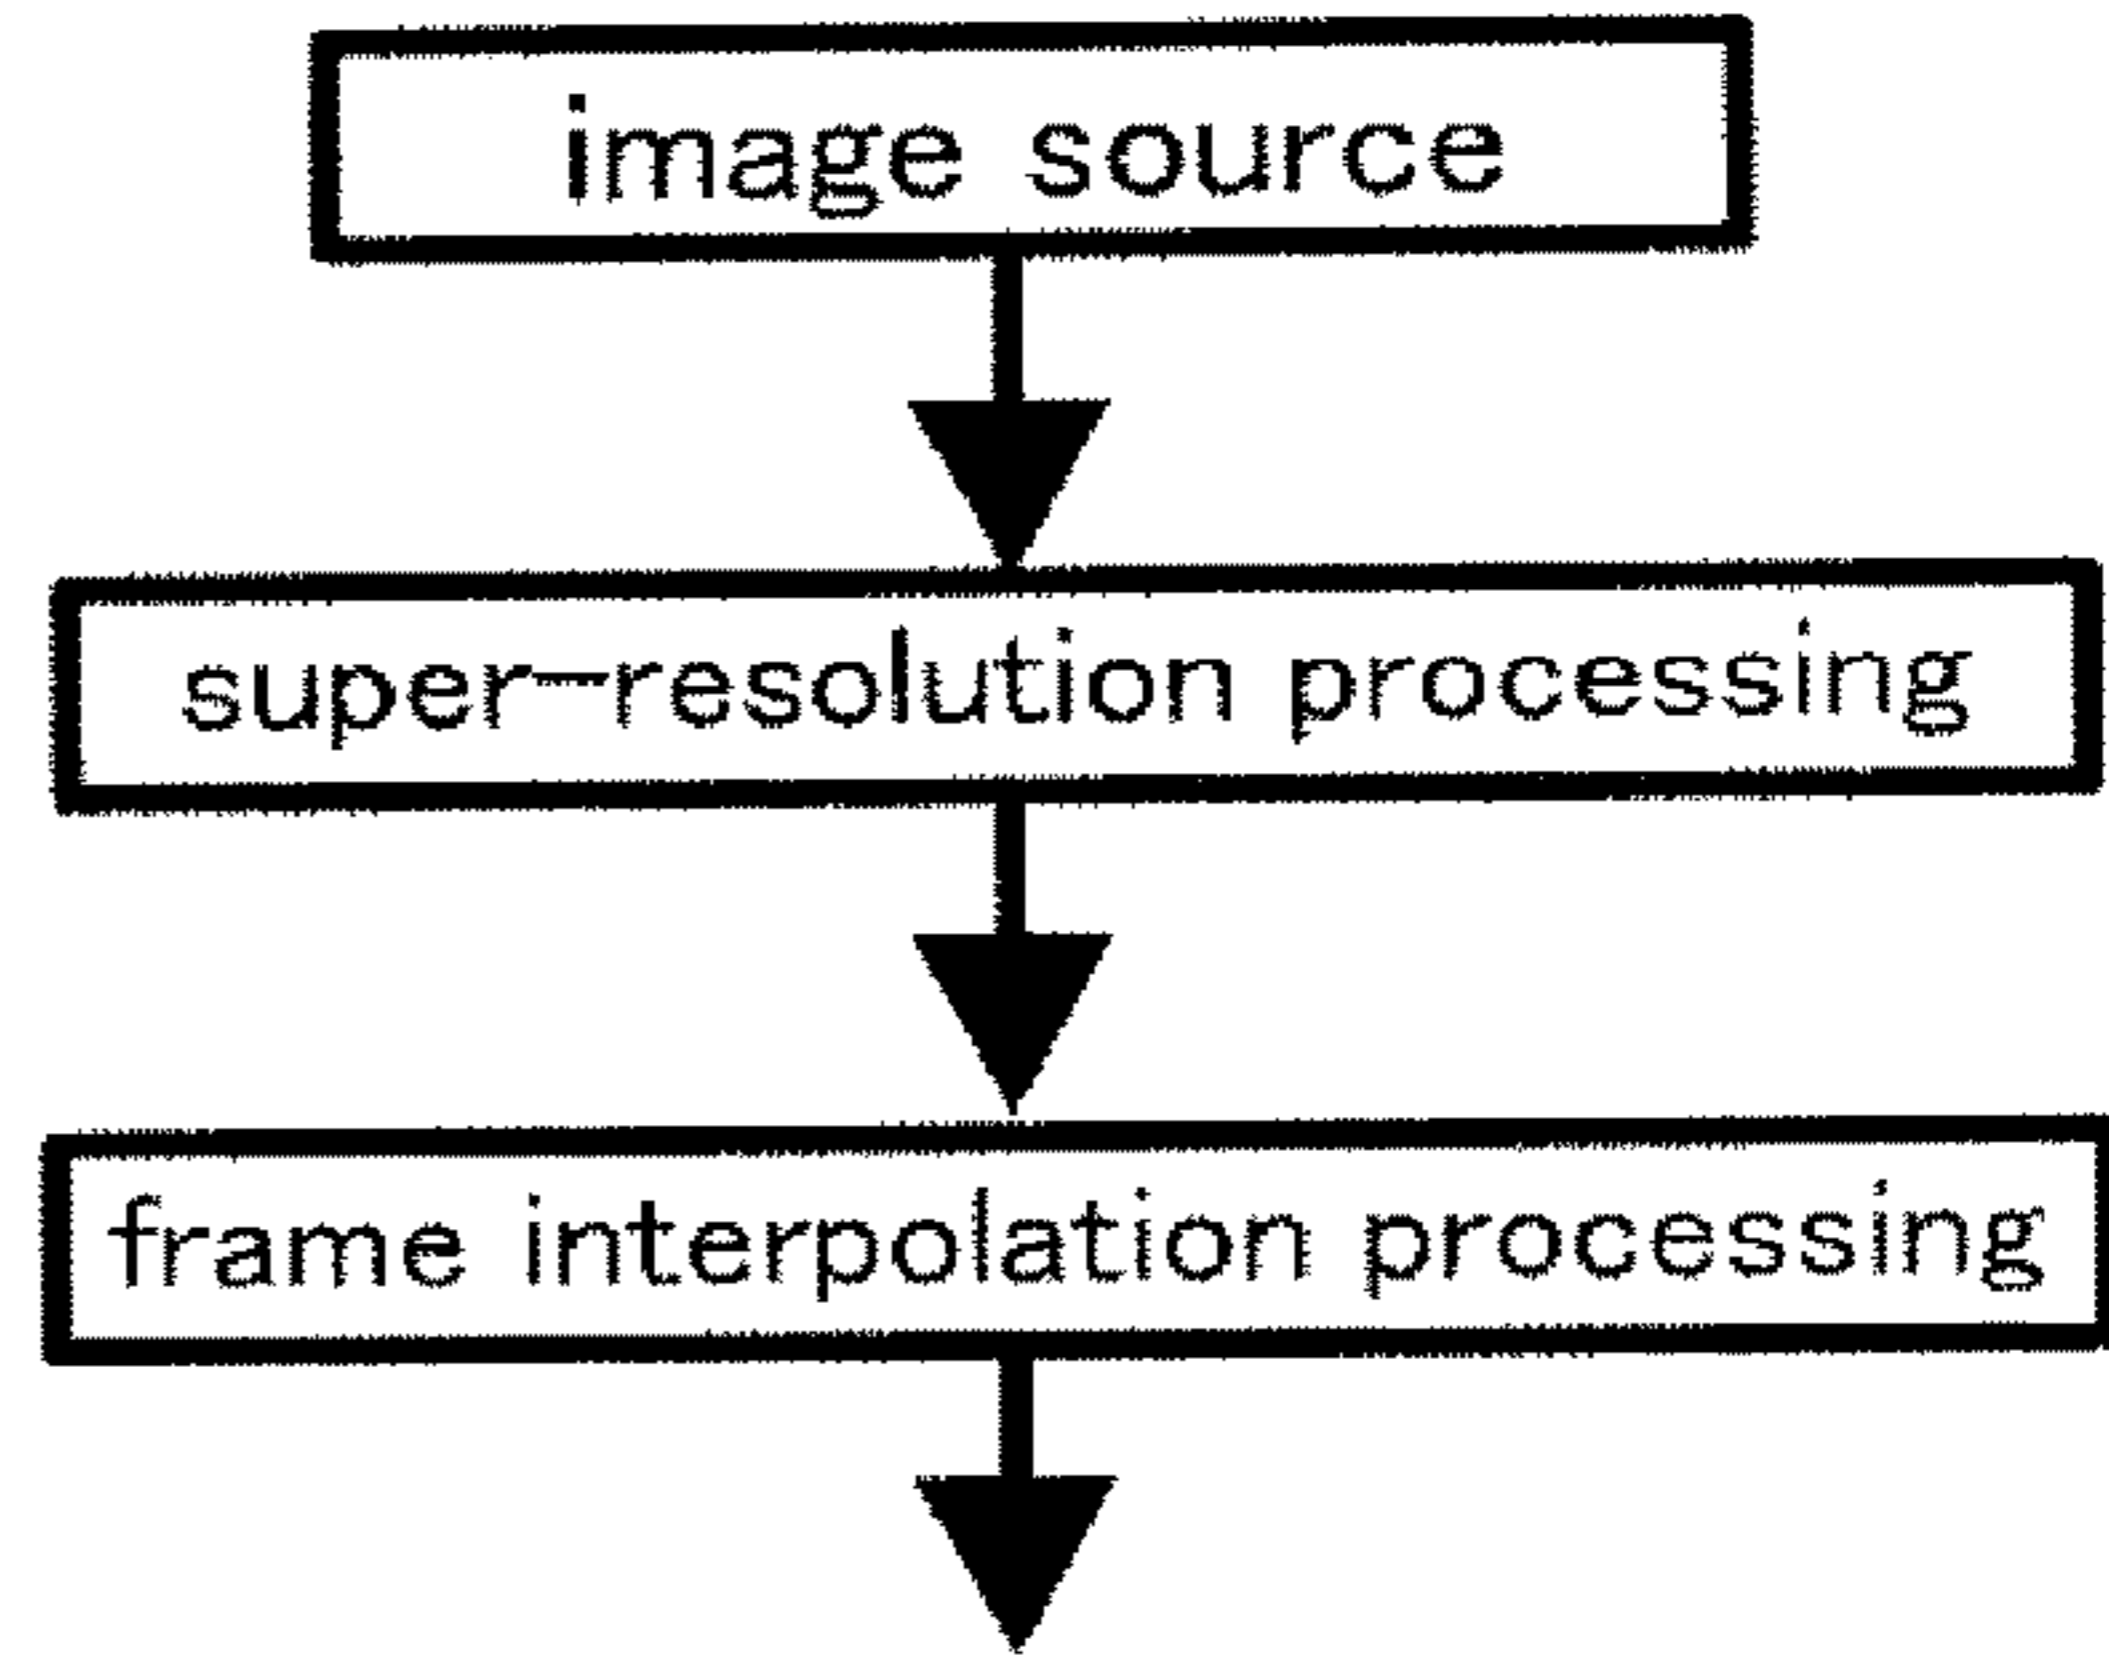 image source
super-resolution processing
frame interpolation processing